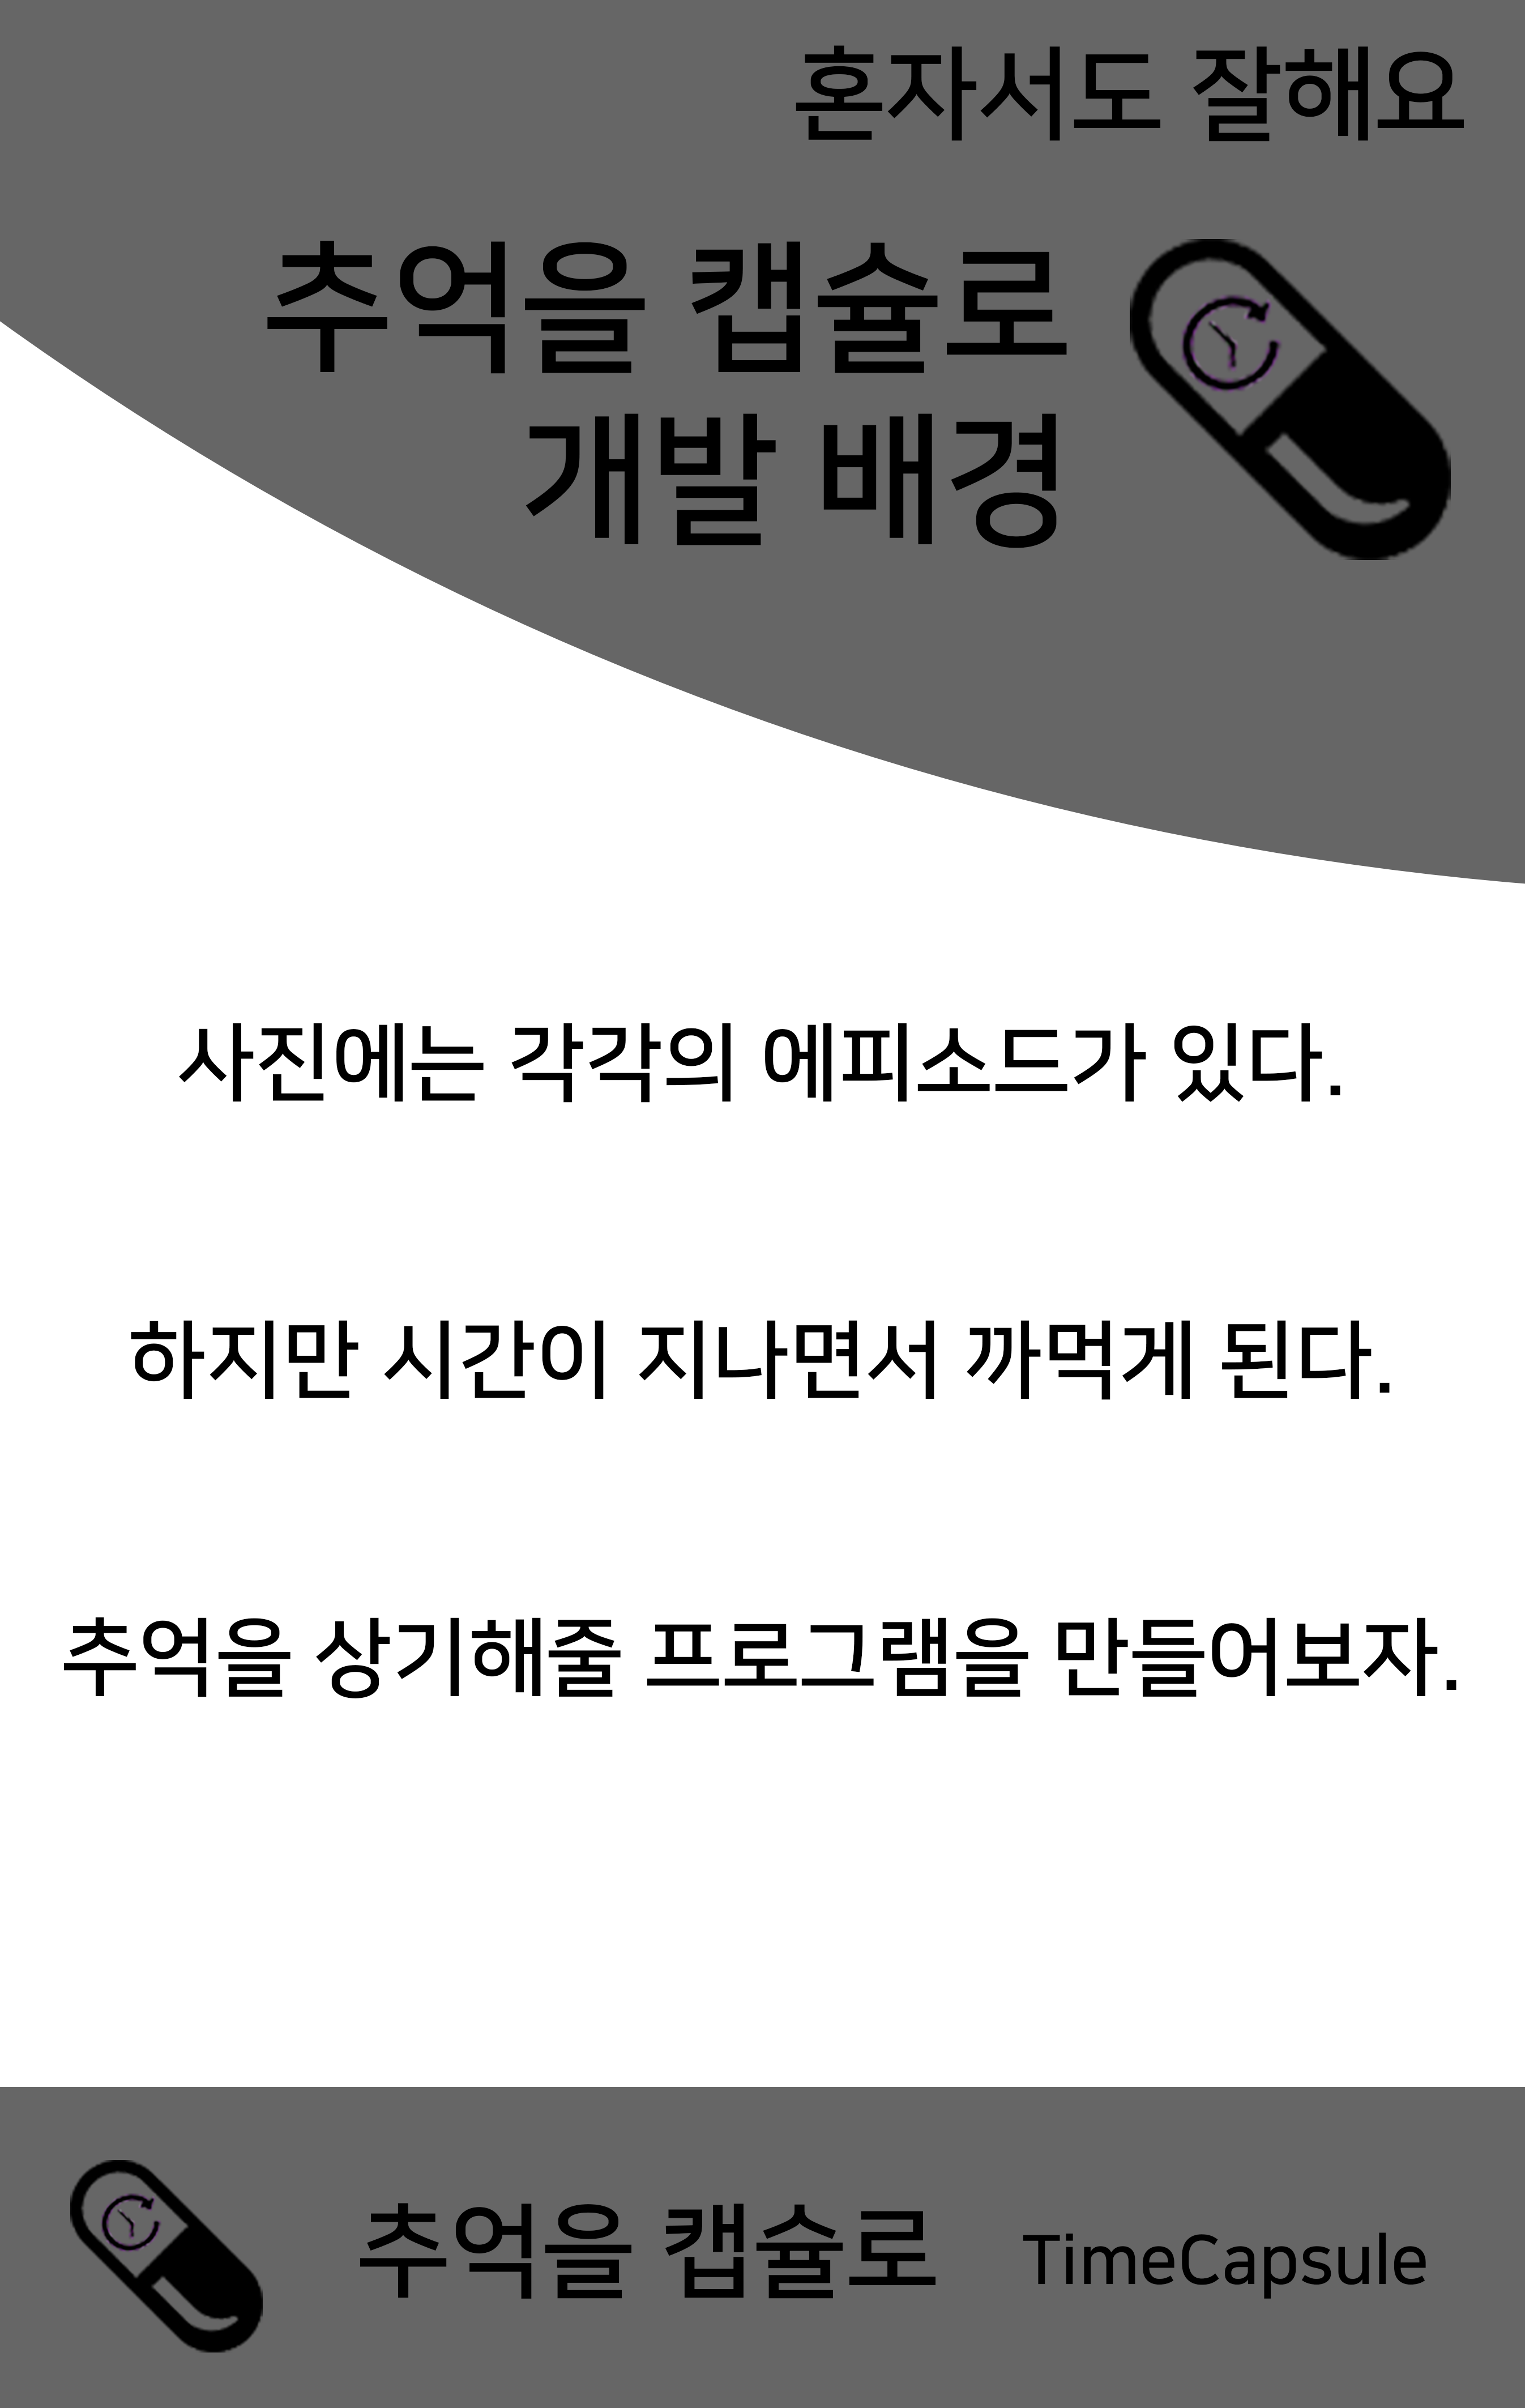 혼자서도 잘해요
추억을 캡슐로
개발 배경
사진에는 각각의 에피소드가 있다.
하지만 시간이 지나면서 까먹게 된다.
추억을 상기해줄 프로그램을 만들어보자.
추억을 캡슐로 TimeCapsule